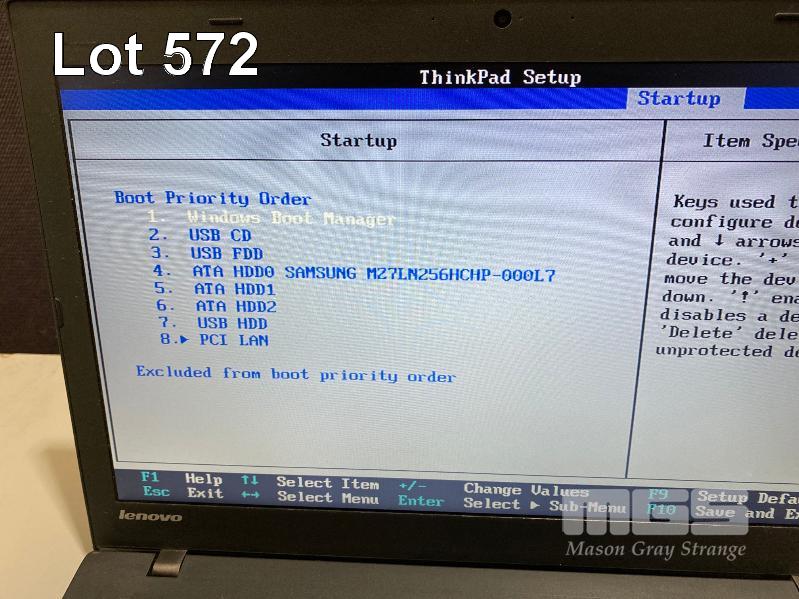 Lot 572
ThinkPad Setup
Startup
Startup
Item Spe
Boot Priority Order
1. Windows Boot Manager
2. USB CD
3. USB FDD
4. ATA HDD0 SAMSUNG MZ7LN256HCHP-000L7
5. ATA HDD1
6. ATA HDD2
7. USB HDD
8.▶ PCI LAN
Excluded from boot priority order
Keys used t
configure de
and ↓ arrows
device. '+'
move the dev
down. '!' ena
disables a de
'Delete' dele
unprotected de
F1 Help ↑↓ Select Item +/- Change Values F9 Setup Defa
Esc Exit ←→ Select Menu Enter Select ▶ Sub-Menu F10 Save and Ex
lenovo
MGS
Mason Gray Strange